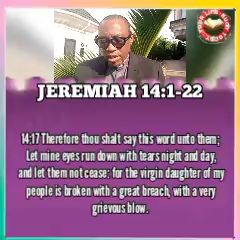 JEREMIAH 14:1-22
14:17 Therefore thou shalt say this word unto them;
Let mine eyes run down with tears night and day,
and let them not cease: for the virgin daughter of my
people is broken with a great breach, with a very
grievous blow.